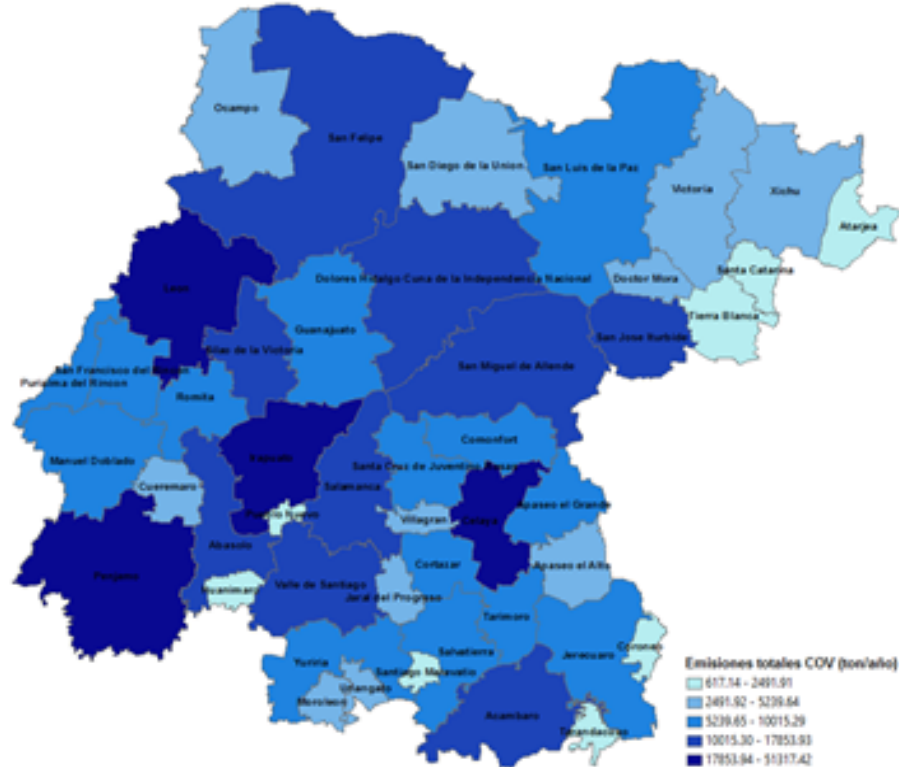 Ocampo
San Felipe
San Diego de la Union
San Luis de la Paz
Victoria
Xichu
Atarjea
Santa Catarina
Doctor Mora
Tierra Blanca
Dolores Hidalgo Cuna de la Independencia Nacional
Leon
Guanajuato
San Jose Iturbide
Silao de la Victoria
San Miguel de Allende
San Francisco del Rincon
Purisima del Rincon
Romita
Comonfort
Manuel Doblado
Irapuato
Santa Cruz de Juventino
Cueramaro
Salamanca
Apaseo el Grande
Celaya
Pueblo Nuevo
Villagran
Abasolo
Cortazar
Apaseo el Alto
Penjamo
Huanimaro
Valle de Santiago
Jaral del Progreso
Tarimoro
Salvatierra
Jerecuaro
Coroneo
Yuriria
Santiago Maravatio
Uriangato
Moroleon
Acambaro
Tarandacuao
Emisiones totales COV (ton/año)
617.14 - 2491.91
2491.92 - 5239.64
5239.65 - 10015.29
10015.30 - 17853.93
17853.94 - 51317.42